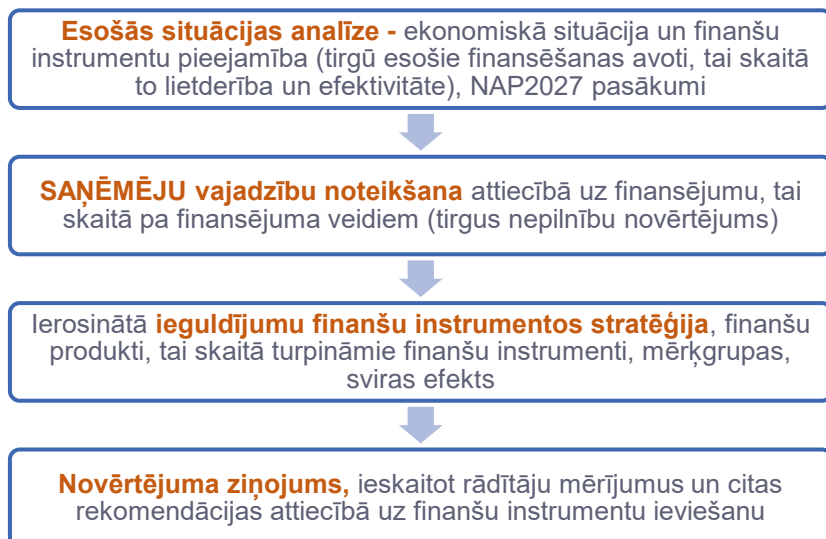 Esošās situācijas analīze - ekonomiskā situācija un finanšu
instrumentu pieejamība (tirgū esošie finansēšanas avoti, tai skaitā
to lietderība un efektivitāte), NAP2027 pasākumi
SAŅĒMĒJU vajadzību noteikšana attiecībā uz finansējumu, tai
skaitā pa finansējuma veidiem (tirgus nepilnību novērtējums)
Ierosinātā ieguldījumu finanšu instrumentos stratēģija, finanšu
produkti, tai skaitā turpināmie finanšu instrumenti, mērķgrupas,
sviras efekts
Novērtējuma ziņojums, ieskaitot rādītāju mērījumus un citas
rekomendācijas attiecībā uz finanšu instrumentu ieviešanu